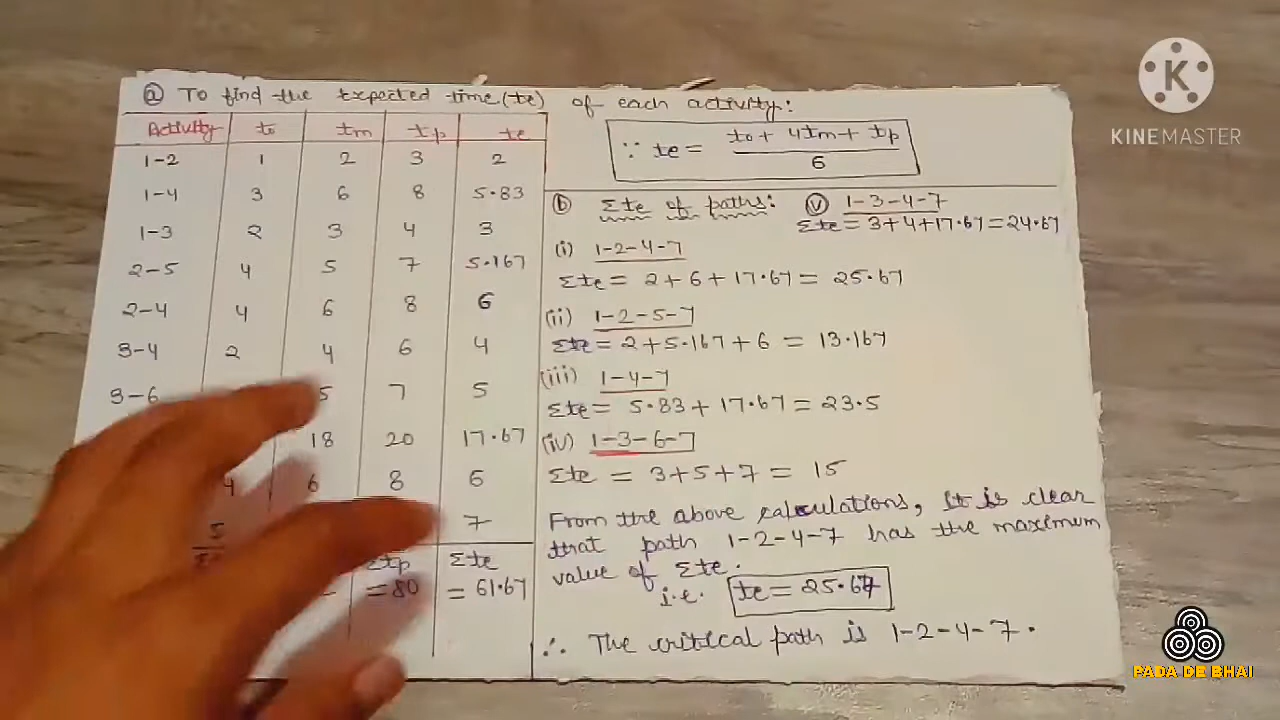 ⓐ To find the Expected time (te) of each activity:
Activity to tm tp te
1-2 1 2 3 2
1-4 3 6 8 5.83
1-3 2 3 4 3
2-5 4 5 7 5.167
2-4 4 6 8 6
3-4 2 4 6 4
3-6 5 7 5
18 20 17.67
4 6 8 6
5 7
Σtp Σte
=80 = 61.67
∵ te = to + 4tm + tp
6
ⓑ Σte of paths:
(i) 1-2-4-7
Σte = 2+6+17.67 = 25.67
(ii) 1-2-5-7
Σte = 2+5.167+6 = 13.167
(iii) 1-4-7
Σte = 5.83+17.67 = 23.5
(iv) 1-3-6-7
Σte = 3+5+7 = 15
ⓥ 1-3-4-7
Σte = 3+4+17.67 = 24.67
From the above calculations, It is clear
that path 1-2-4-7 has the maximum
value of Σte.
i.e. te = 25.67
∴ The critical path is 1-2-4-7.
K
KINEMASTER
PADA DE BHAI